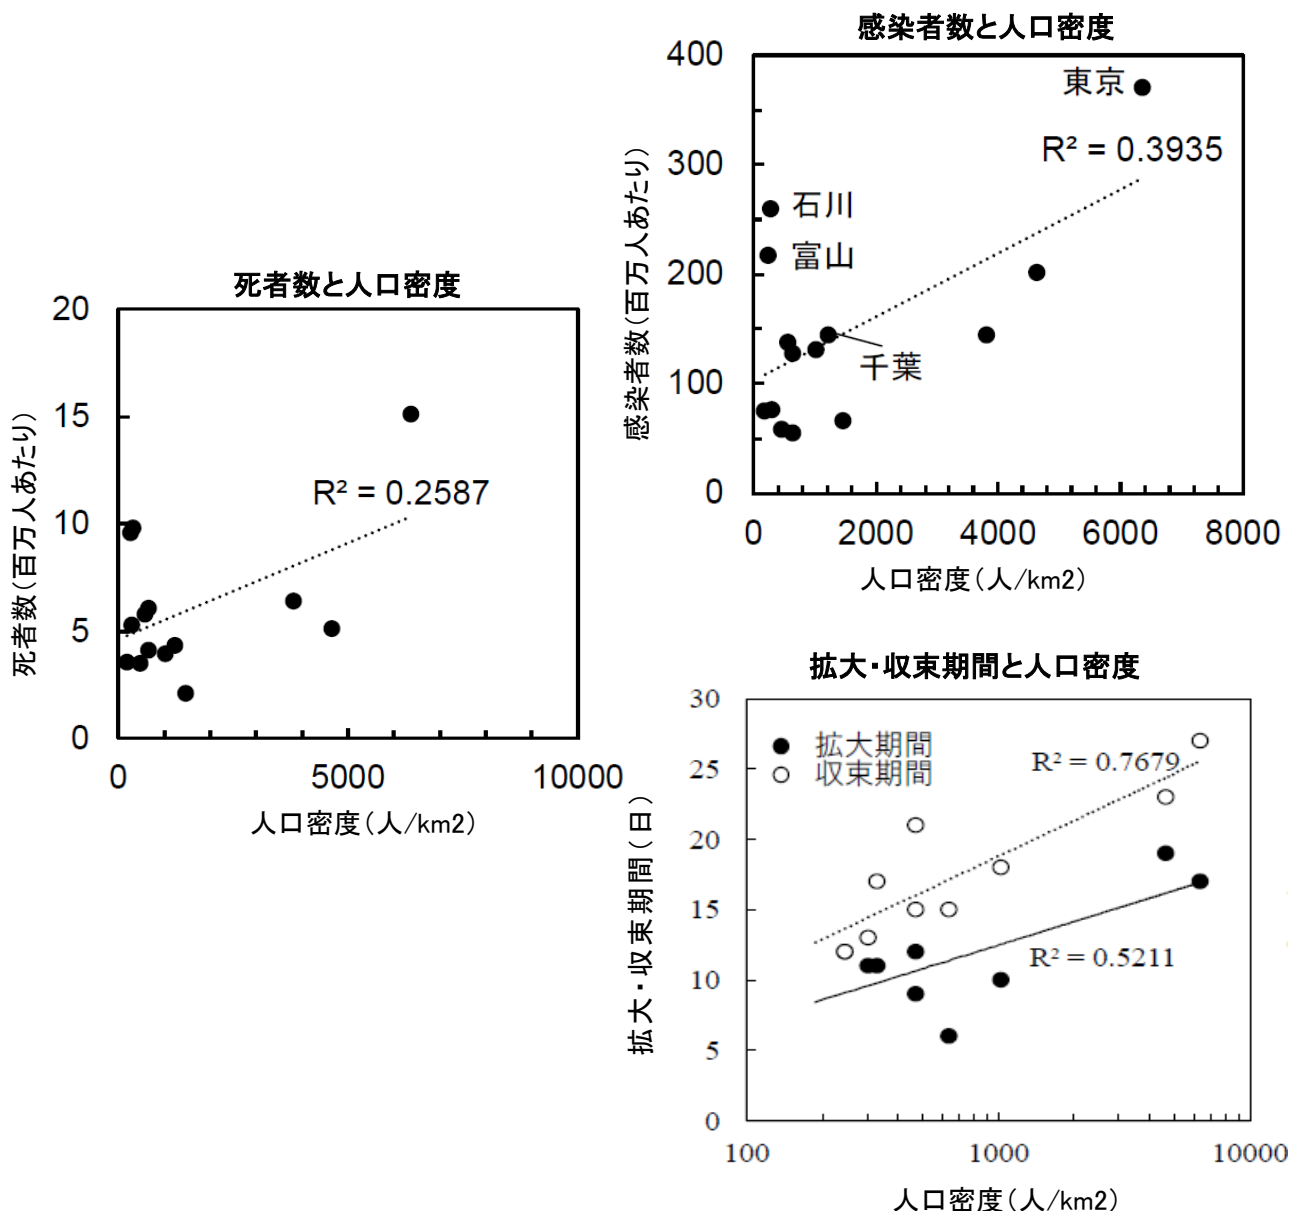 感染者数と人口密度
感染者数(百万人あたり)
400
300
200
100
0
東京
R² = 0.3935
石川
富山
千葉
0 2000 4000 6000 8000
人口密度(人/km2)
死者数と人口密度
死者数(百万人あたり)
20
15
10
5
0
R² = 0.2587
0 5000 10000
人口密度(人/km2)
拡大・収束期間と人口密度
拡大・収束期間(日)
30
25
20
15
10
5
0
拡大期間
収束期間
R² = 0.7679
R² = 0.5211
100 1000 10000
人口密度(人/km2)